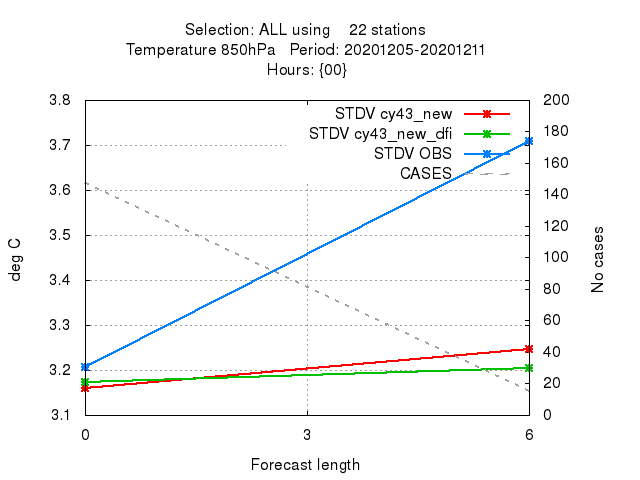 Selection: ALL using    22 stations
Temperature 850hPa   Period: 20201205-20201211
Hours: {00}
3.8
3.7
3.6
3.5
3.4
3.3
3.2
3.1
deg C
STDV cy43_new
STDV cy43_new_dfi
STDV OBS
CASES
200
180
160
140
120
100
80
60
40
20
0
No cases
0 3 6
Forecast length